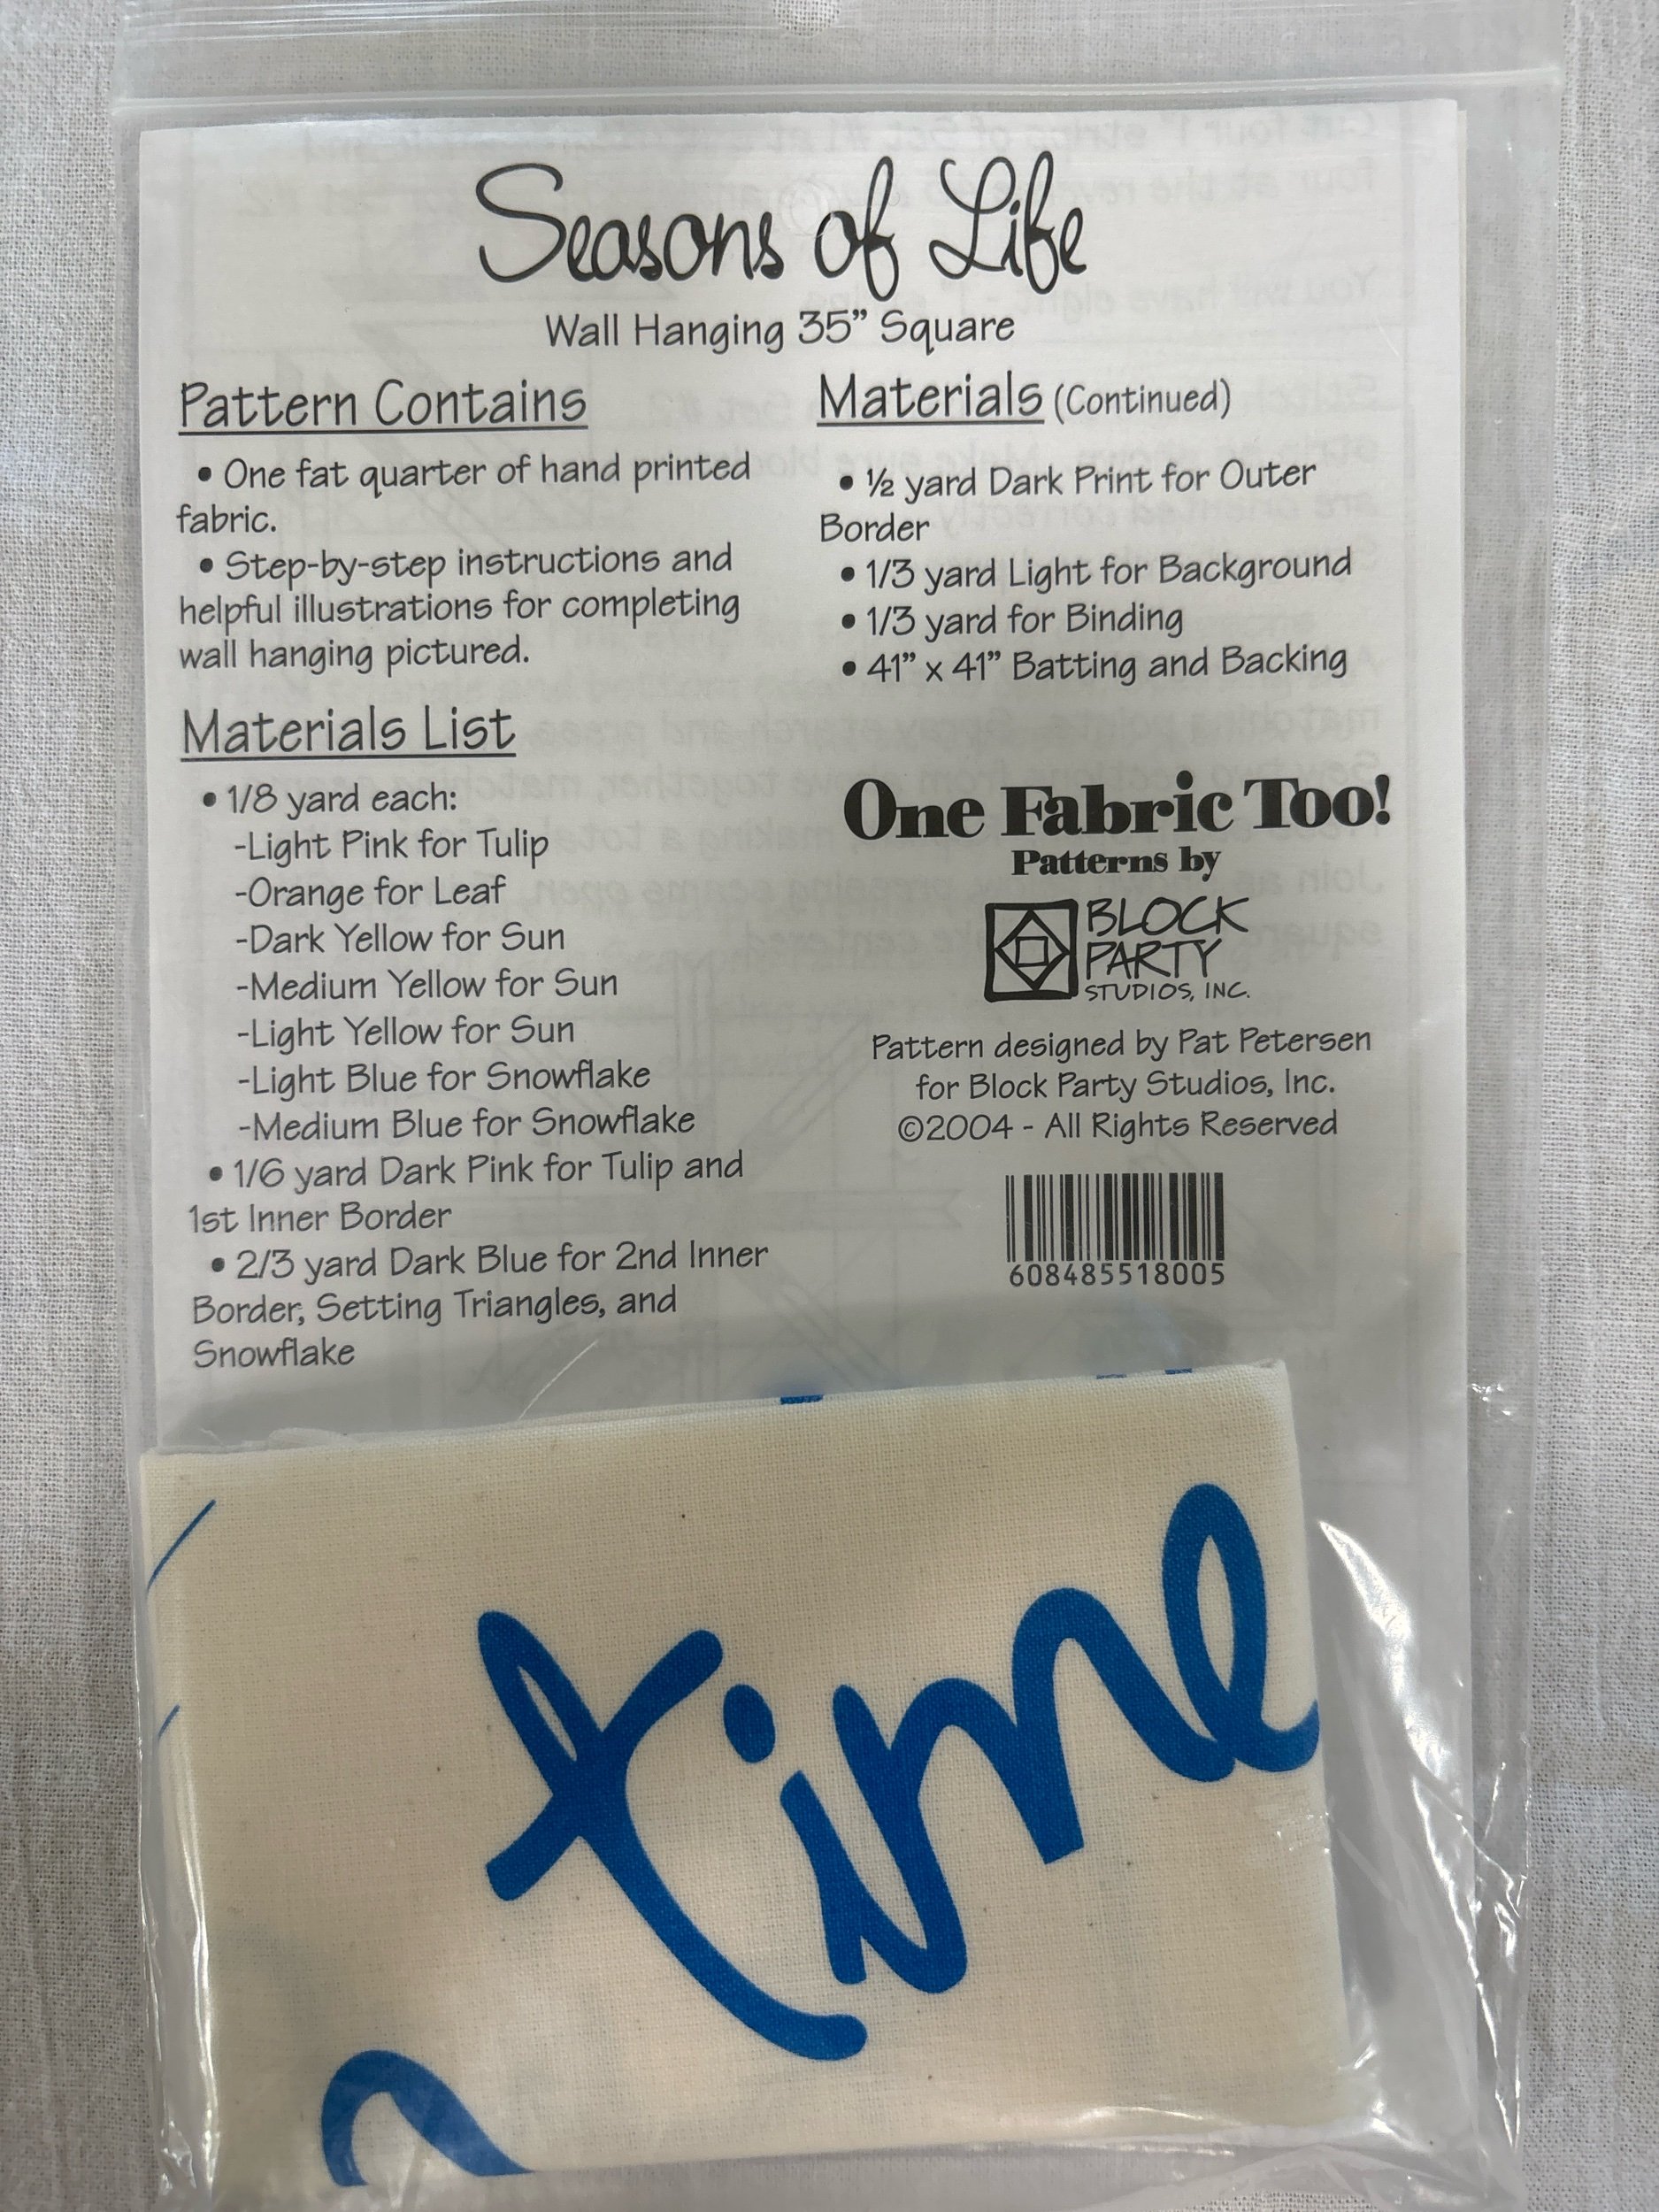 Seasons of Life
Wall Hanging 35” Square
Pattern Contains
• One fat quarter of hand printed
fabric.
• Step-by-step instructions and
helpful illustrations for completing
wall hanging pictured.
Materials List
• 1/8 yard each:
-Light Pink for Tulip
-Orange for Leaf
-Dark Yellow for Sun
-Medium Yellow for Sun
-Light Yellow for Sun
-Light Blue for Snowflake
-Medium Blue for Snowflake
• 1/6 yard Dark Pink for Tulip and
1st Inner Border
• 2/3 yard Dark Blue for 2nd Inner
Border, Setting Triangles, and
Snowflake
Materials (Continued)
• ½ yard Dark Print for Outer
Border
• 1/3 yard Light for Background
• 1/3 yard for Binding
• 41” x 41” Batting and Backing
One Fabric Too!
Patterns by
BLOCK
PARTY
STUDIOS, INC.
Pattern designed by Pat Petersen
for Block Party Studios, Inc.
©2004 - All Rights Reserved
608485518005
time